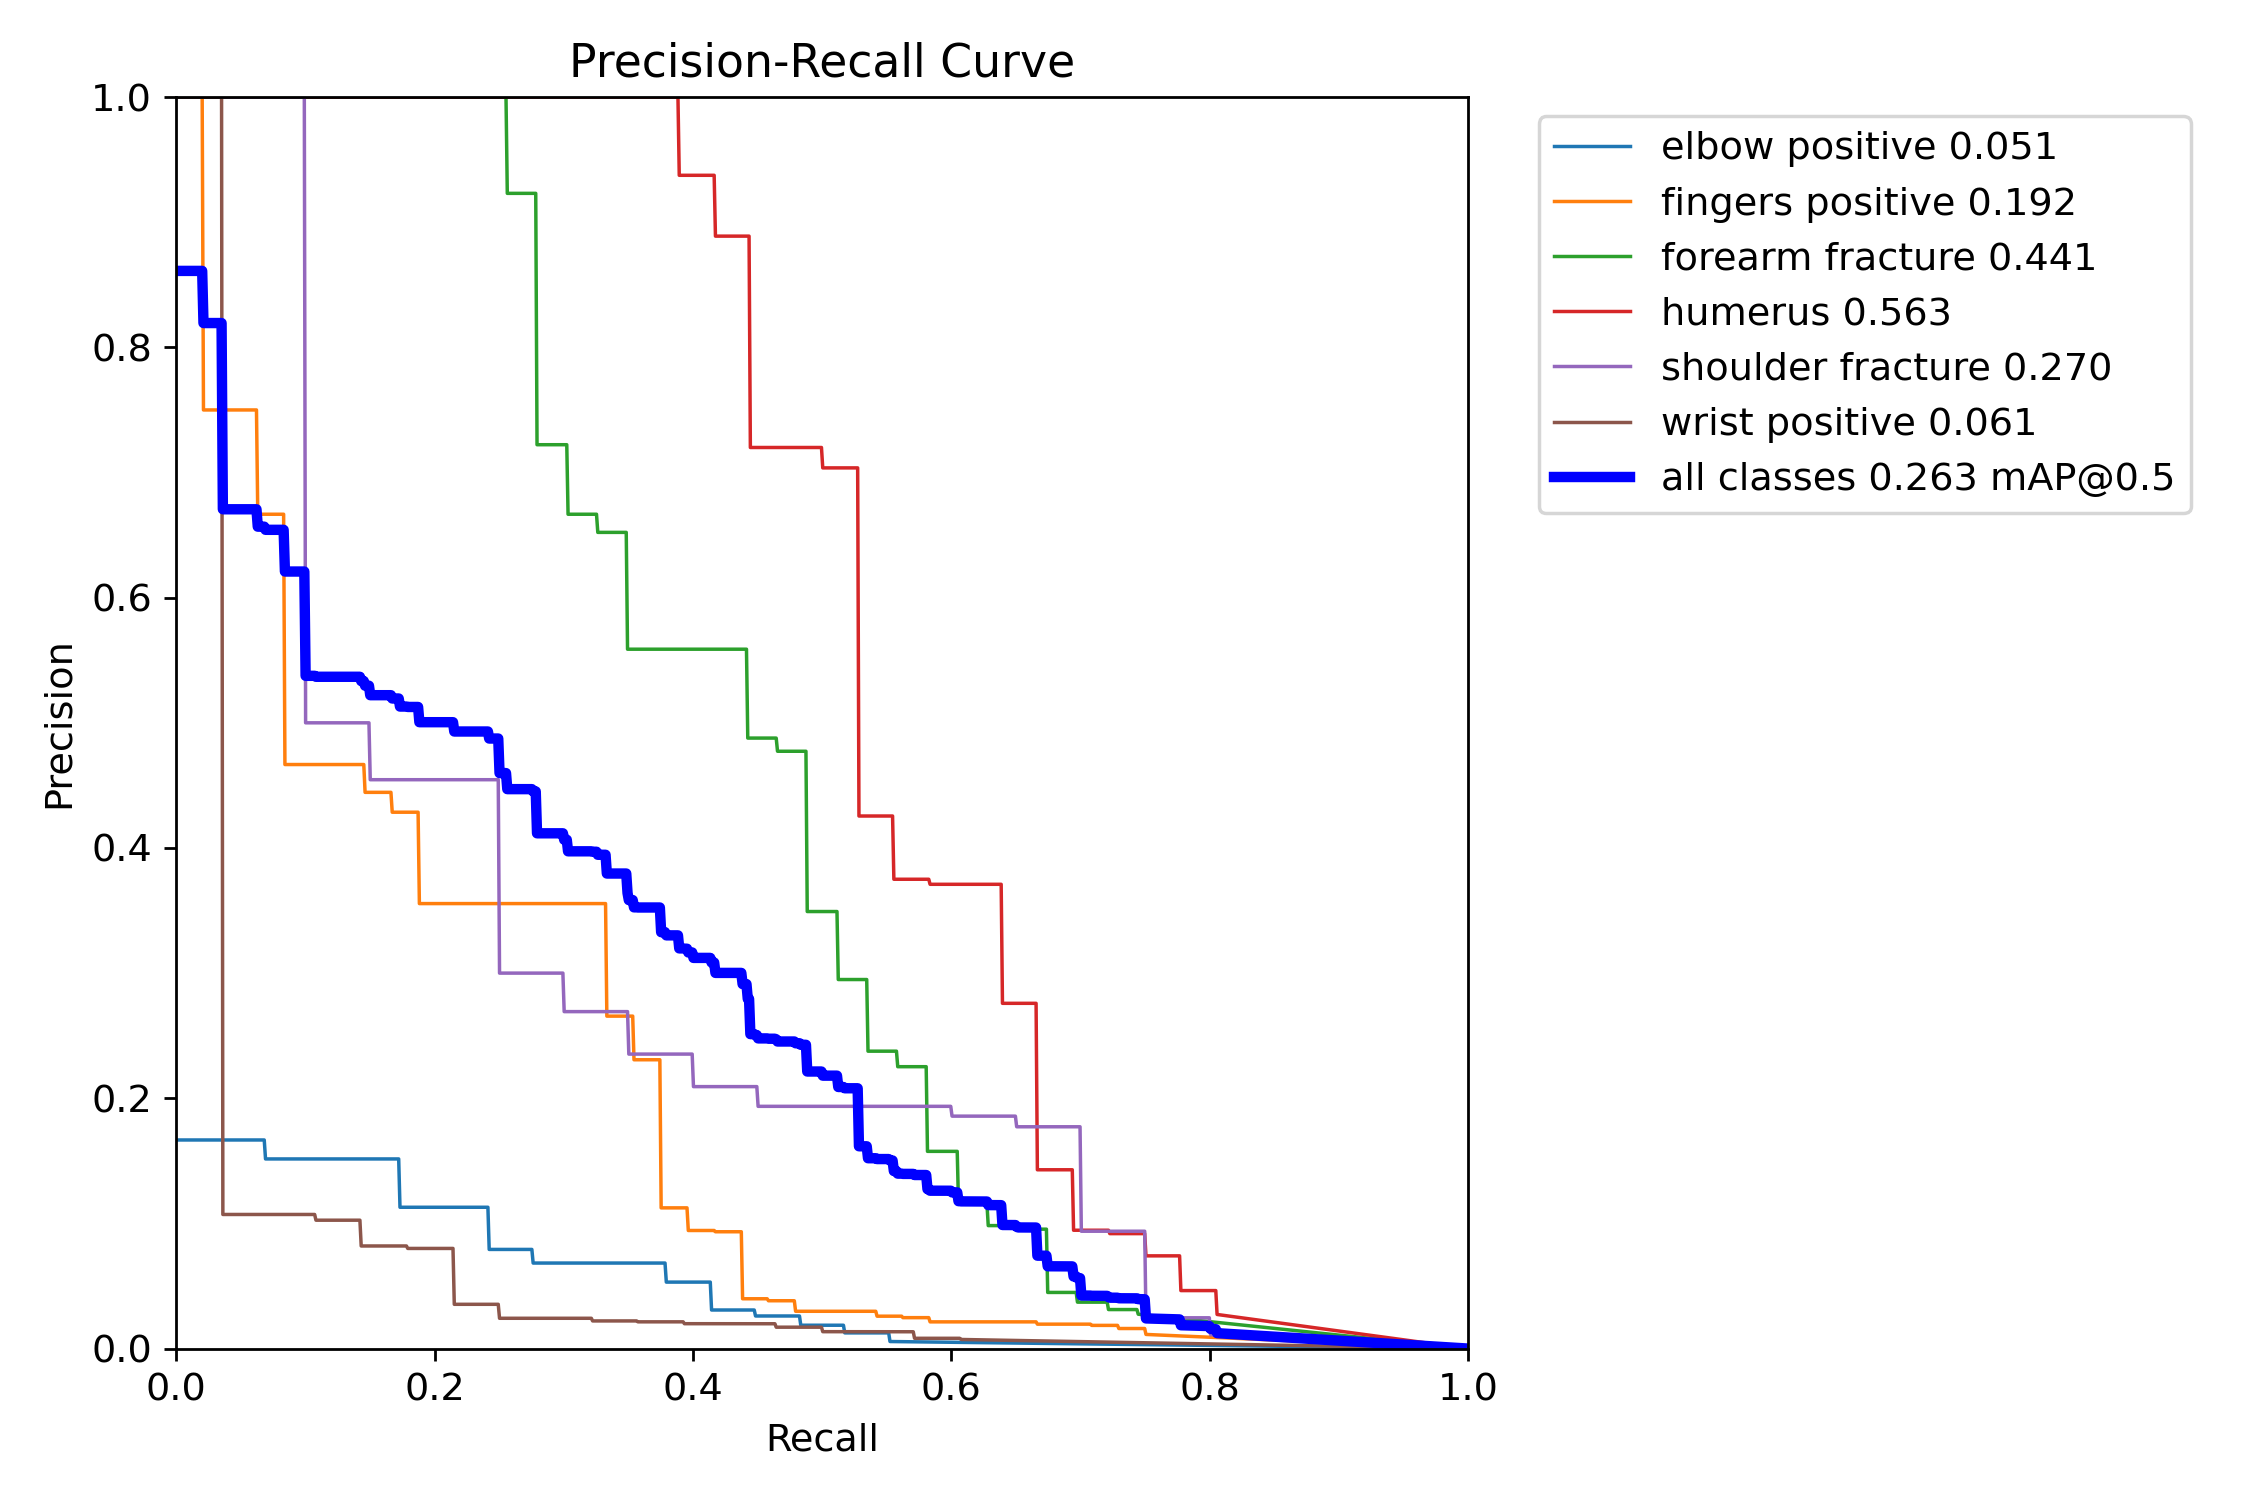 Precision-Recall Curve
1.0
0.8
0.6
0.4
0.2
0.0
Precision
0.0 0.2 0.4 0.6 0.8 1.0
Recall
elbow positive 0.051
fingers positive 0.192
forearm fracture 0.441
humerus 0.563
shoulder fracture 0.270
wrist positive 0.061
all classes 0.263 mAP@0.5